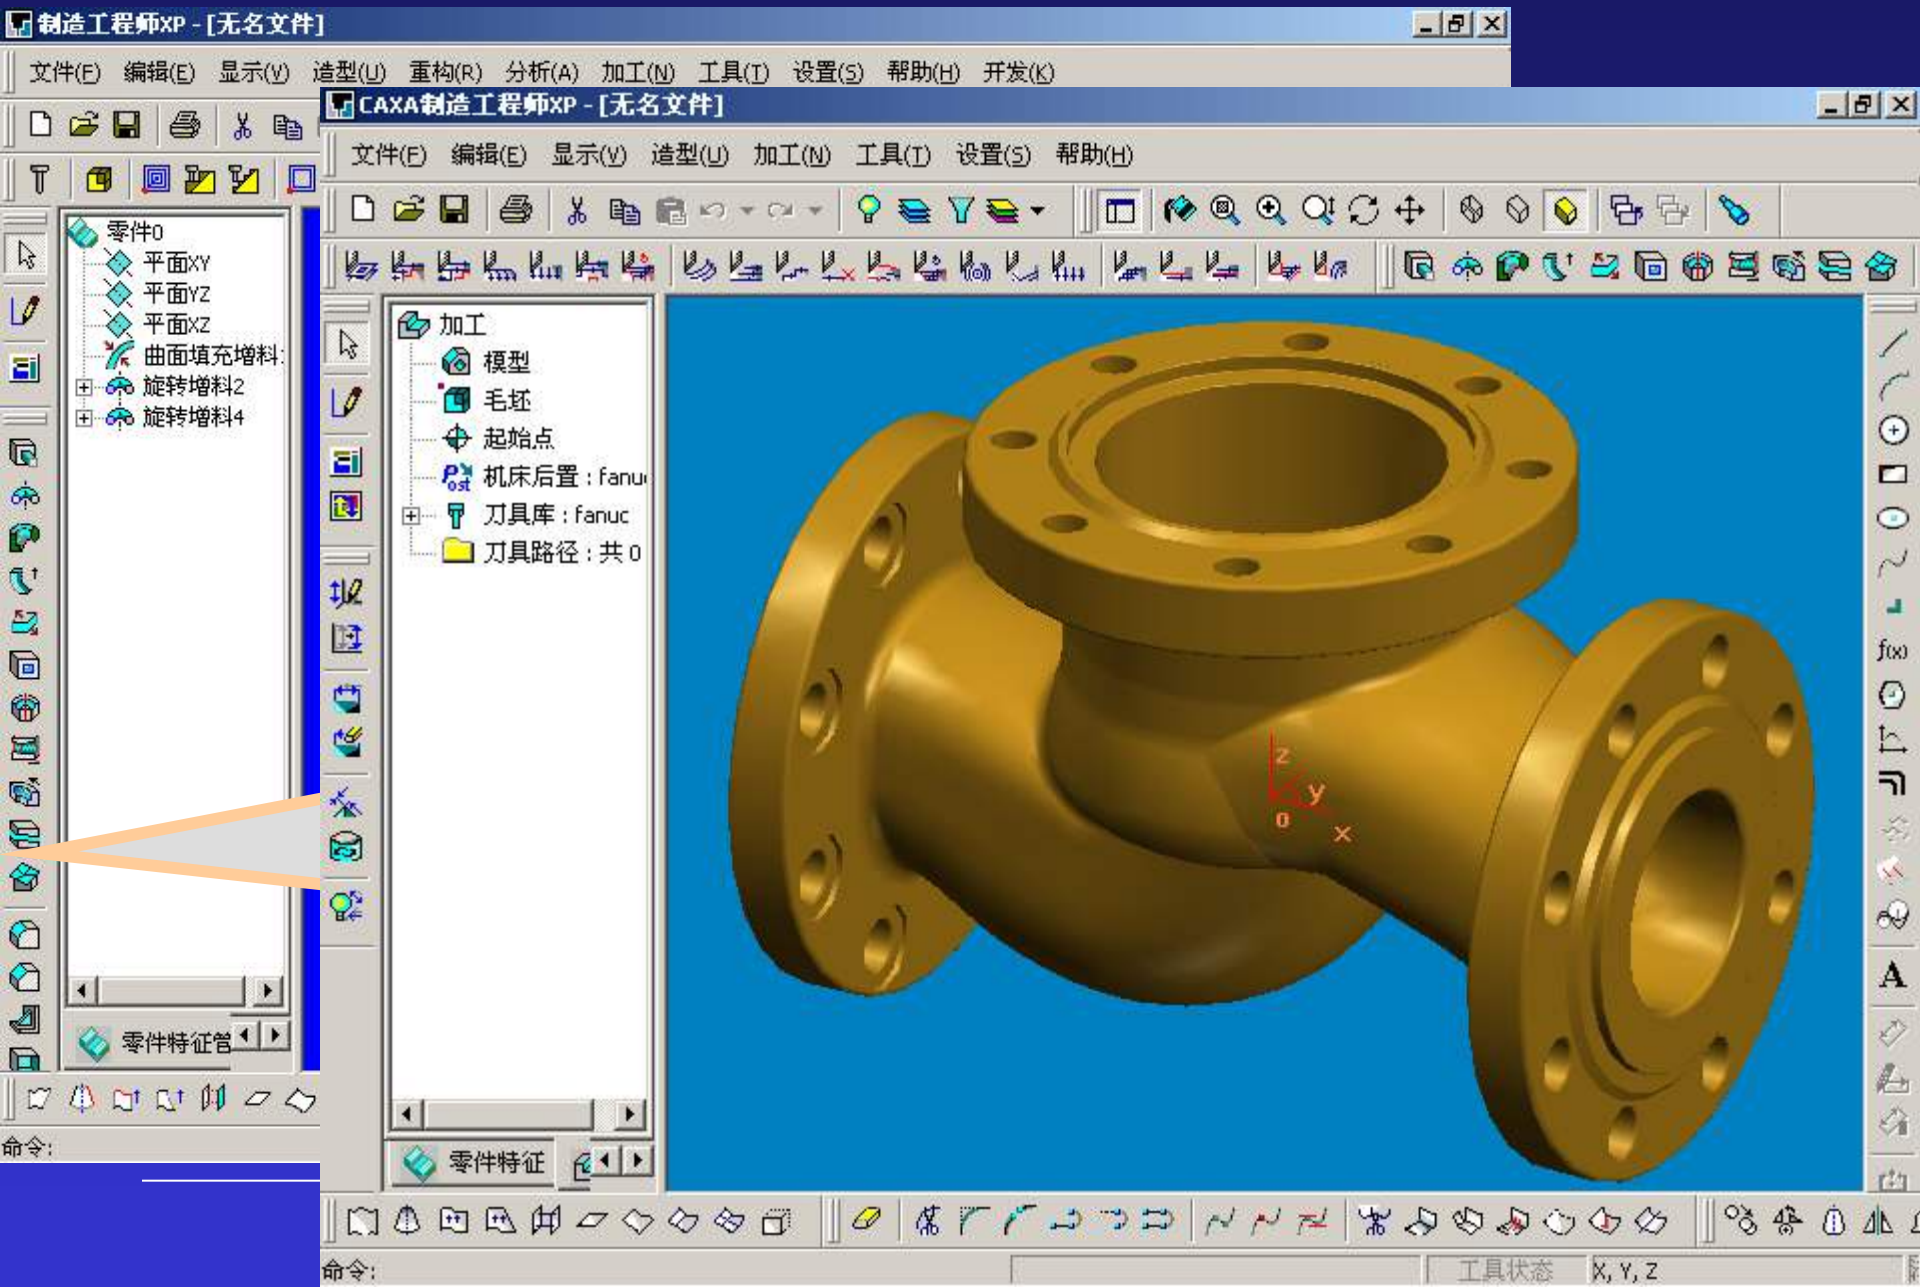 制造工程师XP - [无名文件]
文件(F) 编辑(E) 显示(V) 造型(U) 重构(R) 分析(A) 加工(N) 工具(T) 设置(S) 帮助(H) 开发(K)
零件0
平面XY
平面YZ
平面XZ
曲面填充增料
旋转增料2
旋转增料4
零件特征管
命令:
CAXA制造工程师XP - [无名文件]
文件(F) 编辑(E) 显示(V) 造型(U) 加工(N) 工具(T) 设置(S) 帮助(H)
加工
模型
毛坯
起始点
机床后置 : fanuc
刀具库 : fanuc
刀具路径 : 共 0
零件特征
z
y
o
x
f(x)
A
命令:
工具状态 X, Y, Z